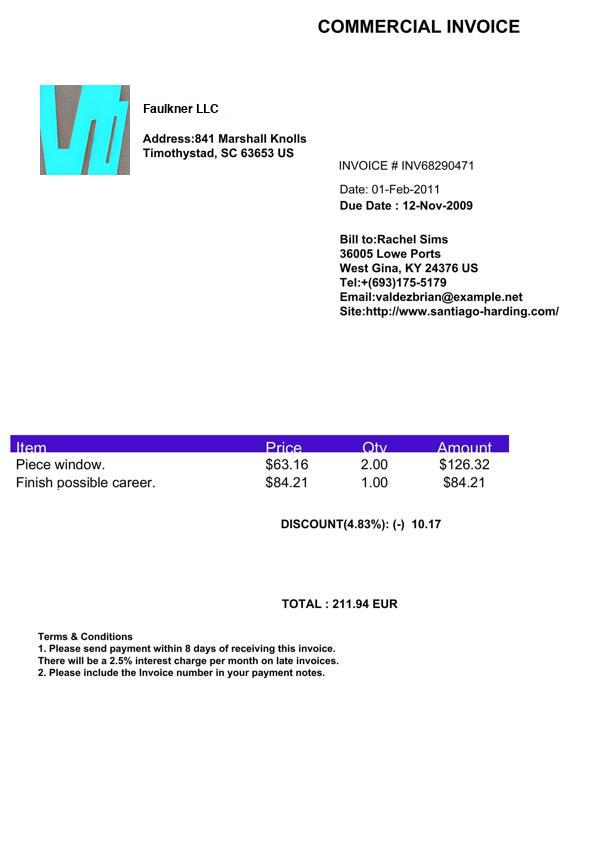 COMMERCIAL INVOICE
Faulkner LLC
Address:841 Marshall Knolls
Timothystad, SC 63653 US
INVOICE # INV68290471
Date: 01-Feb-2011
Due Date : 12-Nov-2009
Bill to:Rachel Sims
36005 Lowe Ports
West Gina, KY 24376 US
Tel:+(693)175-5179
Email:valdezbrian@example.net
Site:http://www.santiago-harding.com/
Item Price Qty Amount
Piece window. $63.16 2.00 $126.32
Finish possible career. $84.21 1.00 $84.21
DISCOUNT(4.83%): (-) 10.17
TOTAL : 211.94 EUR
Terms & Conditions
1. Please send payment within 8 days of receiving this invoice.
There will be a 2.5% interest charge per month on late invoices.
2. Please include the Invoice number in your payment notes.